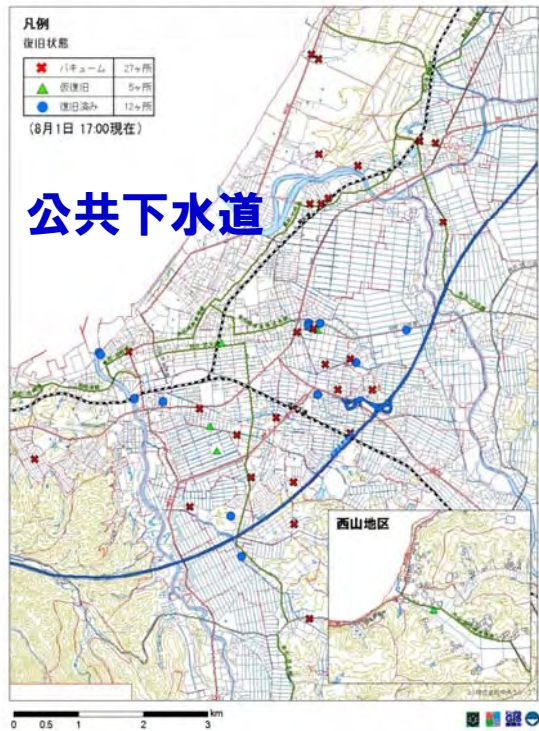 凡例
復旧状態
バキューム 27ヶ所
仮復旧 5ヶ所
復旧済み 12ヶ所
(8月1日 17:00現在)
公共下水道
西山地区
km
0 0.5 1 2 3